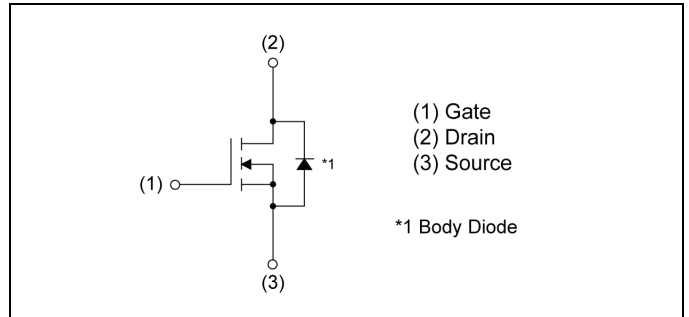 (2)
(1) Gate
(2) Drain
(3) Source
*1
(1)
*1 Body Diode
(3)